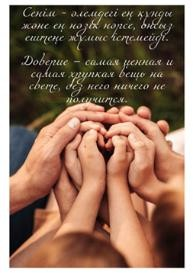 Сенім - әлемдегі ең құнды
және ең нәзік нәрсе, онсыз
ештеңе жұмыс істемейді.
Доверие – самая ценная и
самая хрупкая вещь на
свете, без него ничего не
получится.